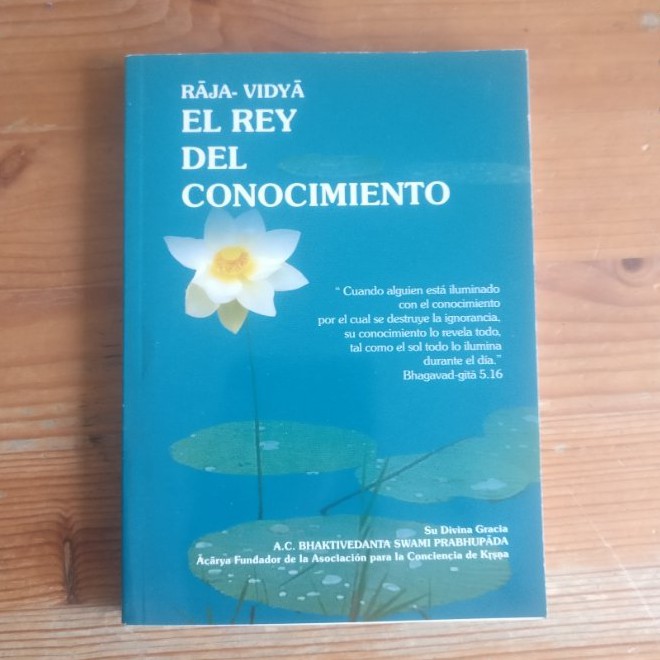 RĀJA- VIDYĀ
EL REY
DEL
CONOCIMIENTO
“ Cuando alguien está iluminado
con el conocimiento
por el cual se destruye la ignorancia,
su conocimiento lo revela todo,
tal como el sol todo lo ilumina
durante el día.”
Bhagavad-gītā 5.16
Su Divina Gracia
A.C. BHAKTIVEDANTA SWAMI PRABHUPĀDA
Ācārya Fundador de la Asociación para la Conciencia de Kṛṣṇa